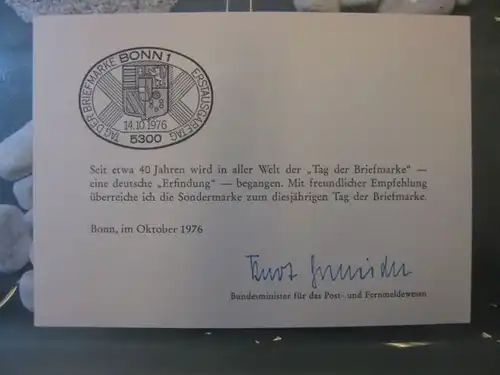 TAG DER BRIEFMARKE BONN 1 ERSTAUSGABETAG
14.10.1976
5300
Seit etwa 40 Jahren wird in aller Welt der „Tag der Briefmarke“ —
eine deutsche „Erfindung“ — begangen. Mit freundlicher Empfehlung
überreiche ich die Sondermarke zum diesjährigen Tag der Briefmarke.
Bonn, im Oktober 1976
Kurt Gscheidle
Bundesminister für das Post- und Fernmeldewesen